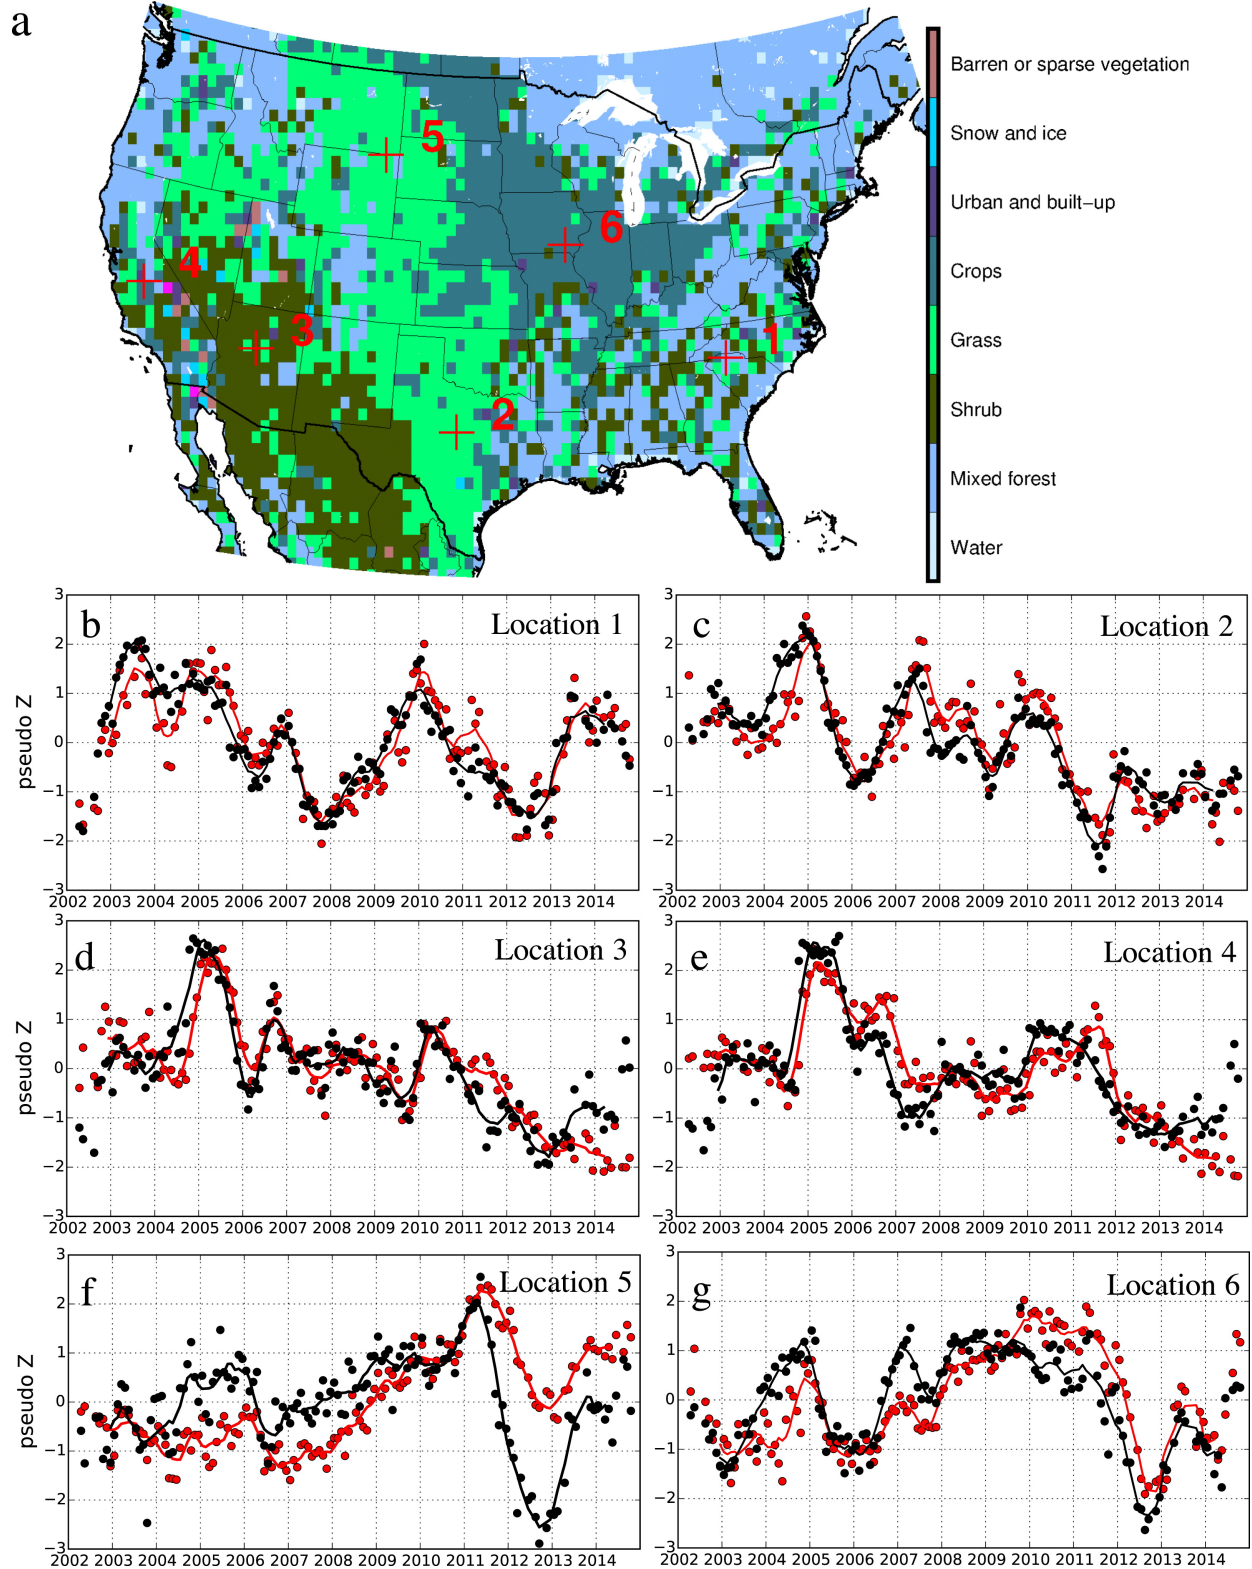 a
Barren or sparse vegetation
Snow and ice
Urban and built-up
Crops
Grass
Shrub
Mixed forest
Water
5
6
4
3
1
2
b
Location 1
pseudo Z
3
2
1
0
−1
−2
−3
2002 2003 2004 2005 2006 2007 2008 2009 2010 2011 2012 2013 2014
c
Location 2
3
2
1
0
−1
−2
−3
2002 2003 2004 2005 2006 2007 2008 2009 2010 2011 2012 2013 2014
d
Location 3
pseudo Z
3
2
1
0
−1
−2
−3
2002 2003 2004 2005 2006 2007 2008 2009 2010 2011 2012 2013 2014
e
Location 4
3
2
1
0
−1
−2
−3
2002 2003 2004 2005 2006 2007 2008 2009 2010 2011 2012 2013 2014
f
Location 5
pseudo Z
3
2
1
0
−1
−2
−3
2002 2003 2004 2005 2006 2007 2008 2009 2010 2011 2012 2013 2014
g
Location 6
3
2
1
0
−1
−2
−3
2002 2003 2004 2005 2006 2007 2008 2009 2010 2011 2012 2013 2014